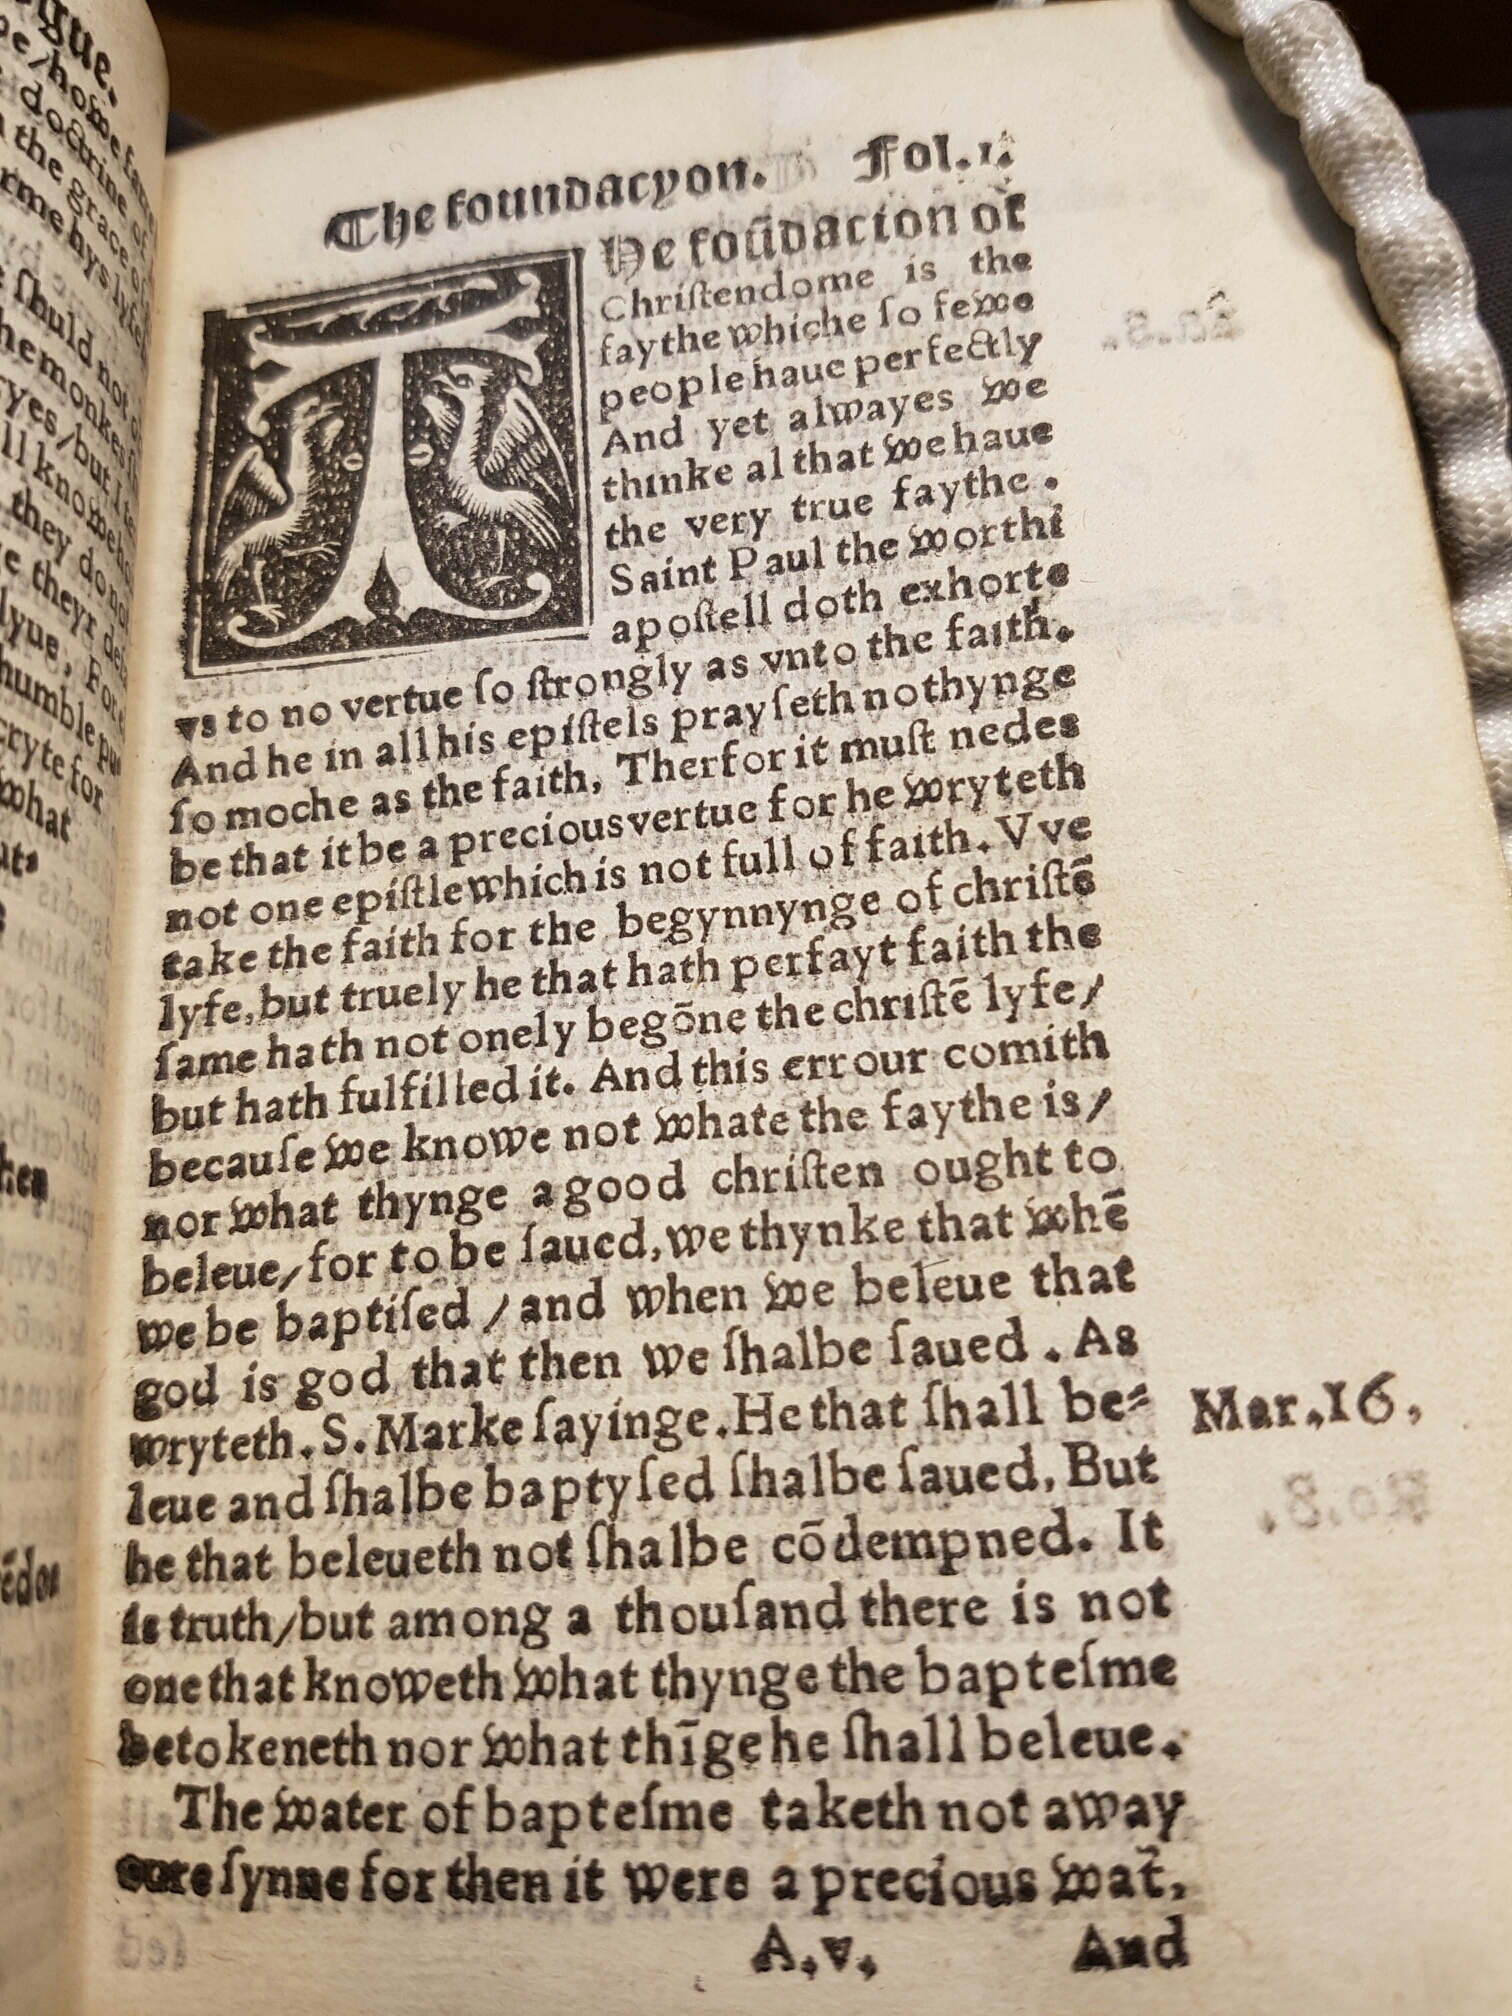 The foundacyon. Fol. 1.
THe foũdacion of
Chriſtendome is the
faythe whiche ſo fewe
people haue perfectly
And yet alwayes we
thinke al that we haue
the very true faythe.
Saint Paul the worthi
apoſtell doth exhorte
vs to no vertue ſo ſtrongly as vnto the faith.
And he in all his epiſtels prayſeth nothynge
ſo moche as the faith, Therfor it muſt nedes
be that it be a precious vertue for he wryteth
not one epiſtle which is not full of faith. Vve
take the faith for the begynnynge of chriſtẽ
lyfe, but truely he that hath perfayt faith the
ſame hath not onely begõne the chriſtẽ lyfe/
but hath fulfilled it. And this errour comith
becauſe we knowe not whate the faythe is/
nor what thynge a good chriſten ought to
beleue/for to be ſaued, we thynke that whẽ
we be baptiſed/and when we beleue that
god is god that then we ſhalbe ſaued. As
wryteth. S. Marke ſayinge. He that ſhall be⸗
leue and ſhalbe baptyſed ſhalbe ſaued, But
he that beleueth not ſhalbe cõdempned. It
is truth/but among a thouſand there is not
one that knoweth what thynge the bapteſme
betokeneth nor what thĩge he ſhall beleue.
The water of bapteſme taketh not away
oure ſynne for then it were a precious wat̃,
A.v. And
Mar.16,